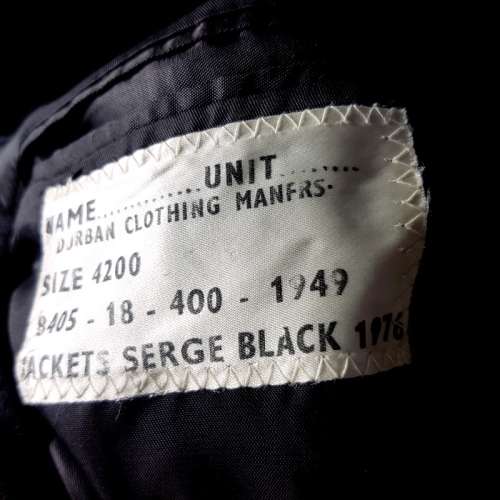 NAME.............UNIT.........
DURBAN CLOTHING MANFRS.
SIZE 4200
8405 - 18 - 400 - 1949
JACKETS SERGE BLACK 1976